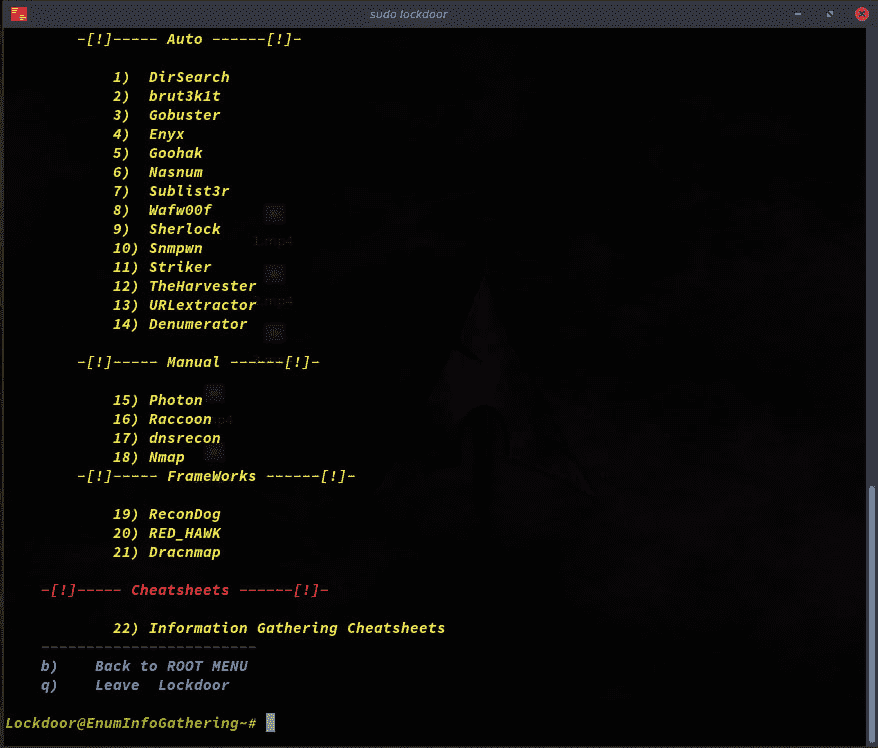 sudo lockdoor
~[!]----- Auto ------[!]~
1) DirSearch
2) brut3k1t
3) Gobuster
4) Enyx
5) Goohak
6) Nasnum
7) Sublist3r
8) Wafw00f
9) Sherlock
10) Snmpwn
11) Striker
12) TheHarvester
13) URLextractor
14) Denumerator
~[!]----- Manual ------[!]~
15) Photon
16) Raccoon
17) dnsrecon
18) Nmap
~[!]----- FrameWorks ------[!]~
19) ReconDog
20) RED_HAWK
21) Dracnmap
~[!]----- Cheatsheets ------[!]~
22) Information Gathering Cheatsheets
------------------------
b) Back to ROOT MENU
q) Leave Lockdoor
Lockdoor@EnumInfoGathering~#